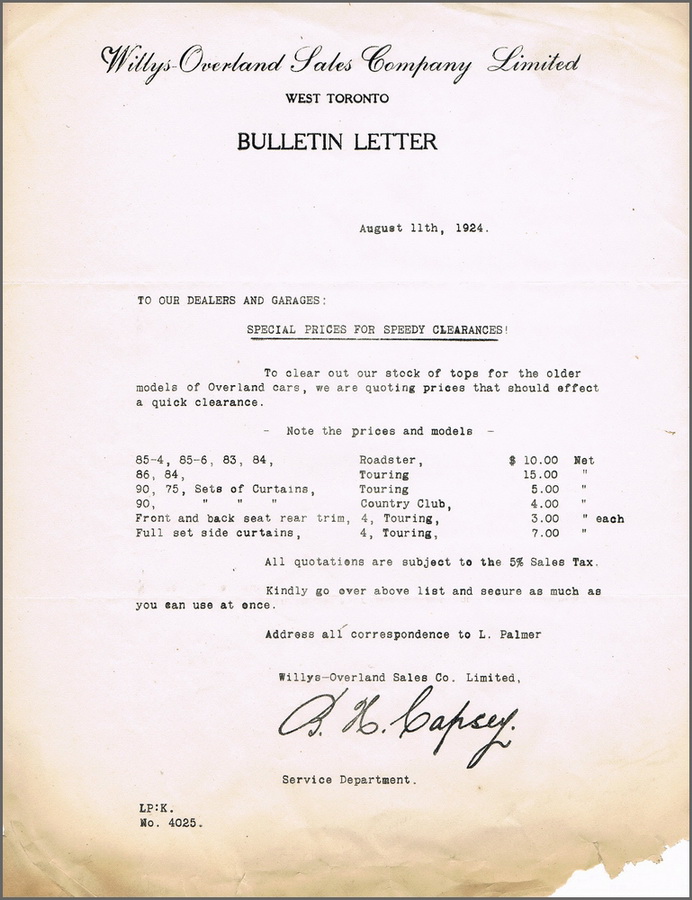 Willys-Overland Sales Company Limited
WEST TORONTO
BULLETIN LETTER
August 11th, 1924.
TO OUR DEALERS AND GARAGES:
SPECIAL PRICES FOR SPEEDY CLEARANCES!
To clear out our stock of tops for the older
models of Overland cars, we are quoting prices that should effect
a quick clearance.
- Note the prices and models -
85-4, 85-6, 83, 84, Roadster, $ 10.00 Net
86, 84, Touring 15.00 "
90, 75, Sets of Curtains, Touring 5.00 "
90, " " " Country Club, 4.00 "
Front and back seat rear trim, 4, Touring, 3.00 " each
Full set side curtains, 4, Touring, 7.00 "
All quotations are subject to the 5% Sales Tax.
Kindly go over above list and secure as much as
you can use at once.
Address all correspondence to L. Palmer
Willys-Overland Sales Co. Limited,
B. H. Capsey.
Service Department.
LP:K.
No. 4025.